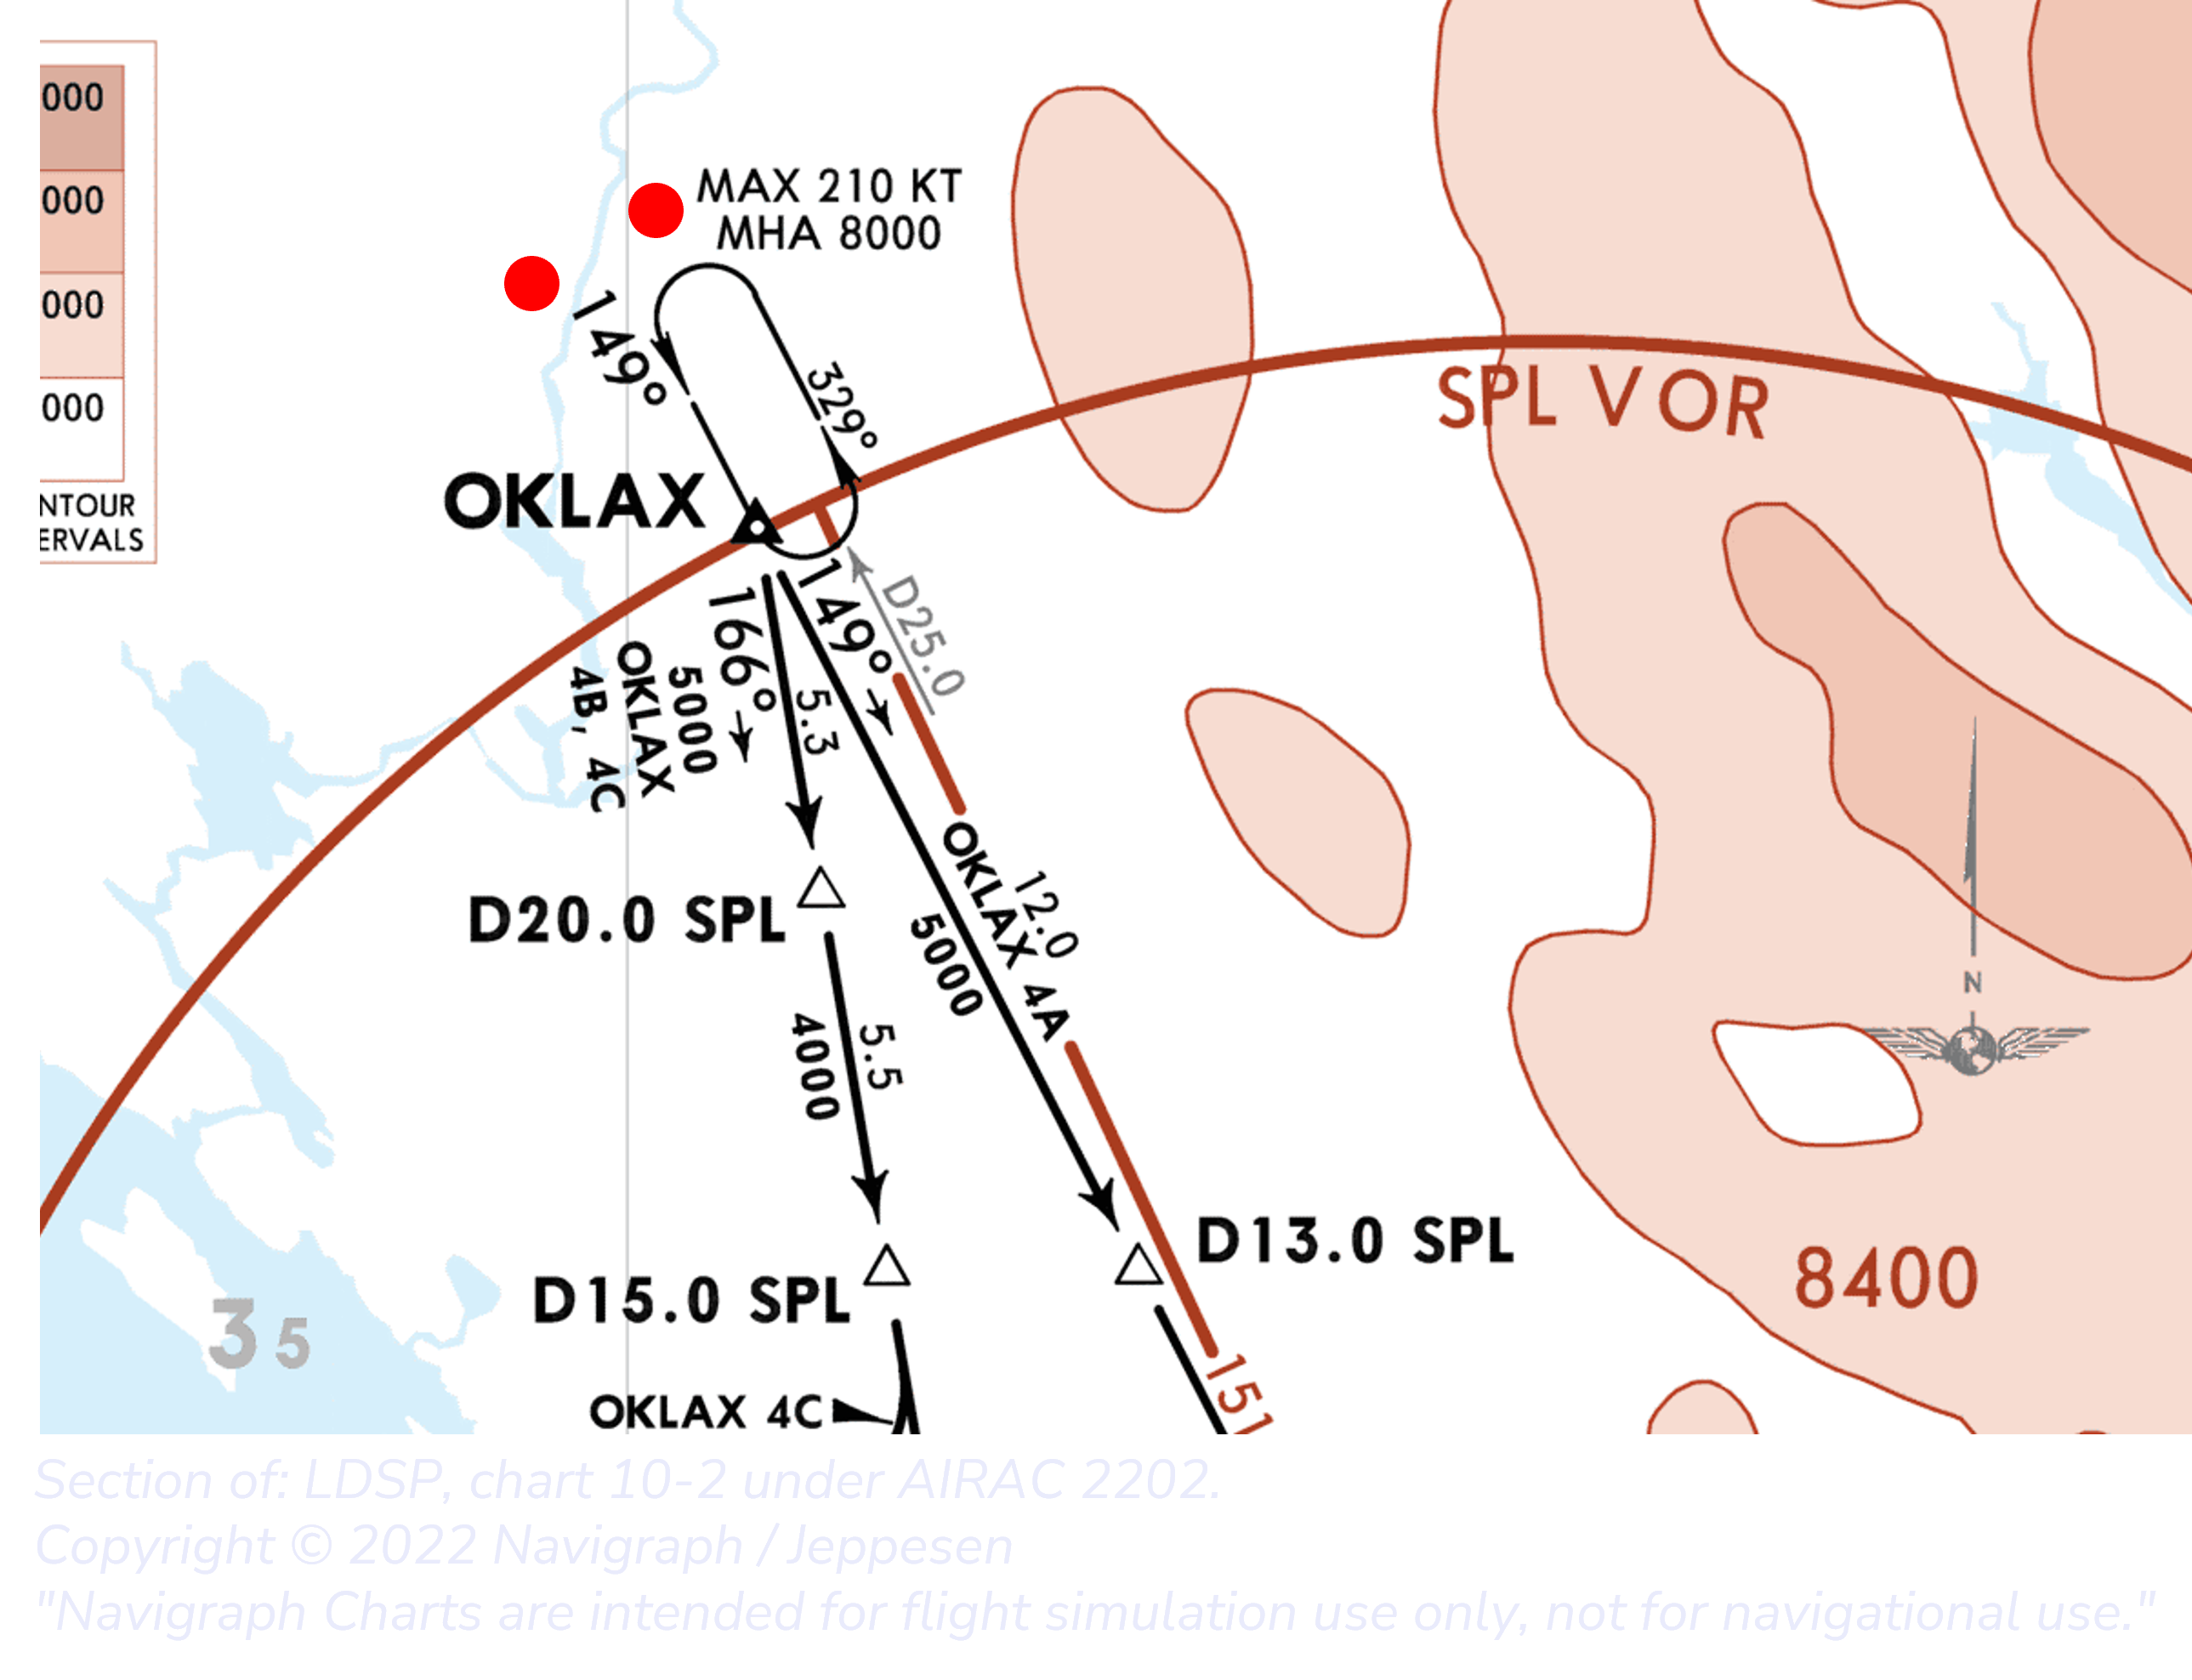 000
000
000
000
NTOUR
ERVALS
MAX 210 KT
MHA 8000
149°
329°
OKLAX
SPL VOR
D25.0
149°
166°
5.3
5000
OKLAX
4B, 4C
D20.0 SPL
12.0
OKLAX 4A
5000
N
5.5
4000
D13.0 SPL
D15.0 SPL
8400
35
151
OKLAX 4C
Section of: LDSP, chart 10-2 under AIRAC 2202.
Copyright © 2022 Navigraph / Jeppesen
"Navigraph Charts are intended for flight simulation use only, not for navigational use."